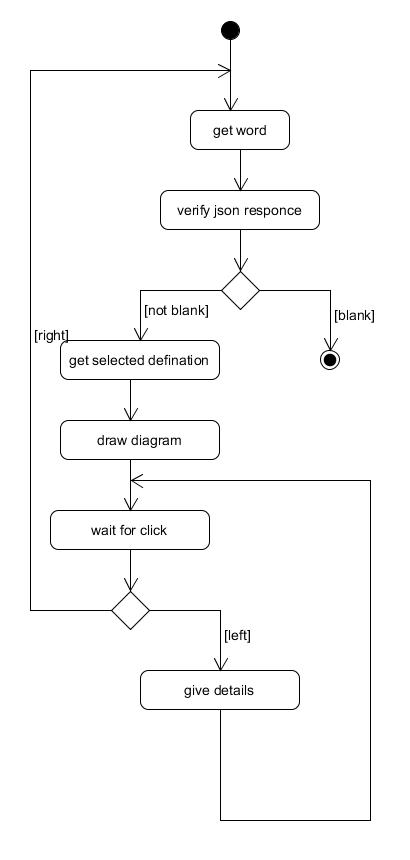 get word
verify json responce
[not blank]
[blank]
[right]
get selected defination
draw diagram
wait for click
[left]
give details